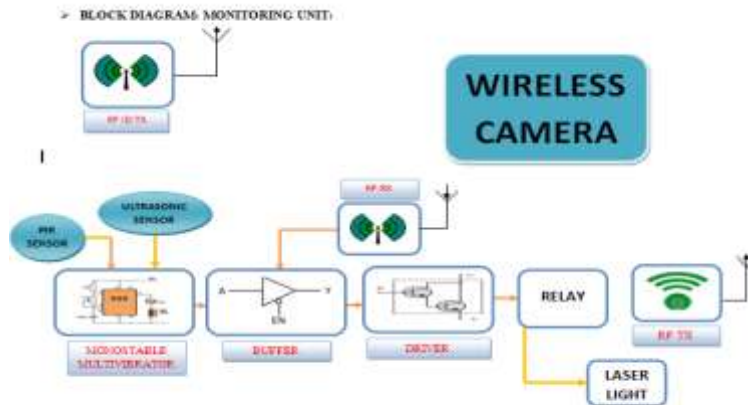 BLOCK DIAGRAM: MONITORING UNIT:
WIRELESS
CAMERA
RF ID TX
RF RX
ULTRASONIC
SENSOR
PIR
SENSOR
A
Y
EN
RELAY
MONOSTABLE
MULTIVIBRATOR
BUFFER
DRIVER
RF TX
LASER
LIGHT